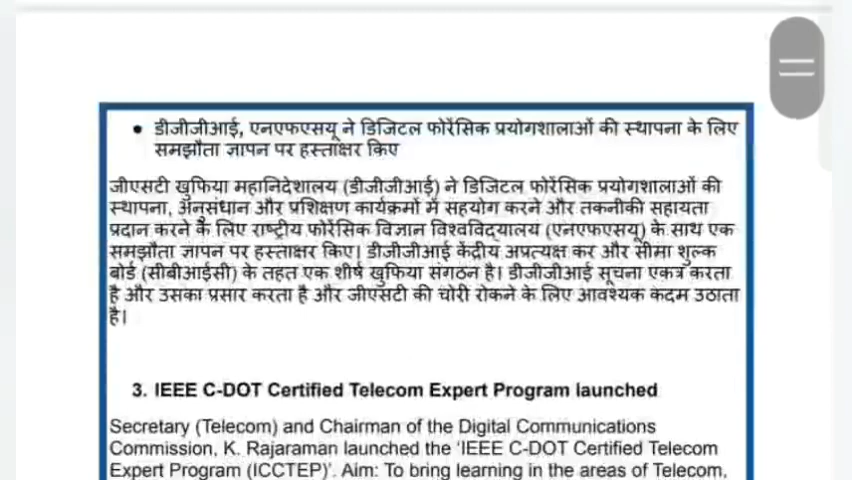 • डीजीजीआई, एनएफएसयू ने डिजिटल फोरेंसिक प्रयोगशालाओं की स्थापना के लिए
समझौता ज्ञापन पर हस्ताक्षर किए
जीएसटी खुफिया महानिदेशालय (डीजीजीआई) ने डिजिटल फोरेंसिक प्रयोगशालाओं की
स्थापना, अनुसंधान और प्रशिक्षण कार्यक्रमों में सहयोग करने और तकनीकी सहायता
प्रदान करने के लिए राष्ट्रीय फोरेंसिक विज्ञान विश्वविद्यालय (एनएफएसयू) के साथ एक
समझौता ज्ञापन पर हस्ताक्षर किए। डीजीजीआई केंद्रीय अप्रत्यक्ष कर और सीमा शुल्क
बोर्ड (सीबीआईसी) के तहत एक शीर्ष खुफिया संगठन है। डीजीजीआई सूचना एकत्र करता
है और उसका प्रसार करता है और जीएसटी की चोरी रोकने के लिए आवश्यक कदम उठाता
है।
3. IEEE C-DOT Certified Telecom Expert Program launched
Secretary (Telecom) and Chairman of the Digital Communications
Commission, K. Rajaraman launched the 'IEEE C-DOT Certified Telecom
Expert Program (ICCTEP)'. Aim: To bring learning in the areas of Telecom,